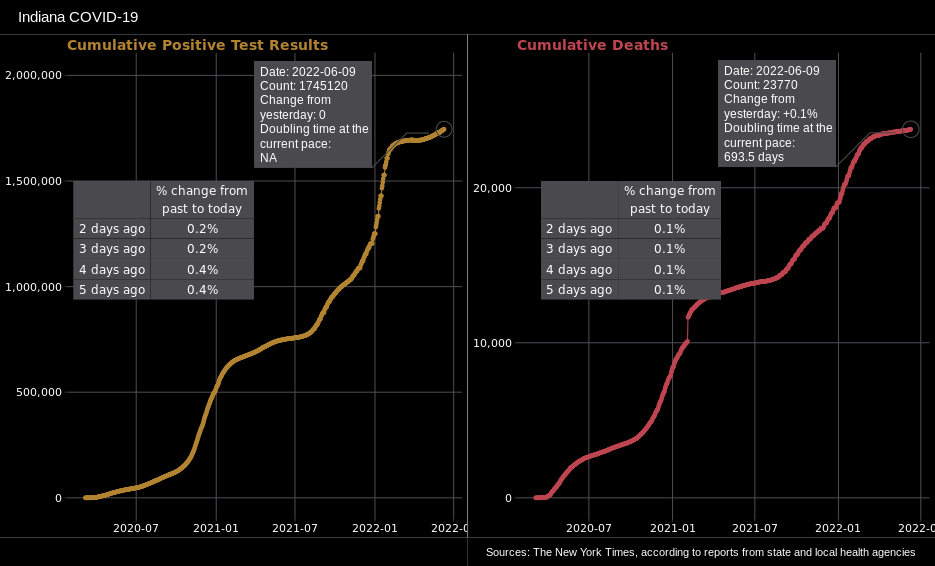 Indiana COVID-19
Cumulative Positive Test Results
2,000,000
1,500,000
1,000,000
500,000
0
Date: 2022-06-09
Count: 1745120
Change from
yesterday: 0
Doubling time at the
current pace:
NA
% change from
past to today
2 days ago 0.2%
3 days ago 0.2%
4 days ago 0.4%
5 days ago 0.4%
2020-07 2021-01 2021-07 2022-01 2022-0
Cumulative Deaths
20,000
10,000
0
Date: 2022-06-09
Count: 23770
Change from
yesterday: +0.1%
Doubling time at the
current pace:
693.5 days
% change from
past to today
2 days ago 0.1%
3 days ago 0.1%
4 days ago 0.1%
5 days ago 0.1%
2020-07 2021-01 2021-07 2022-01 2022-0
Sources: The New York Times, according to reports from state and local health agencies